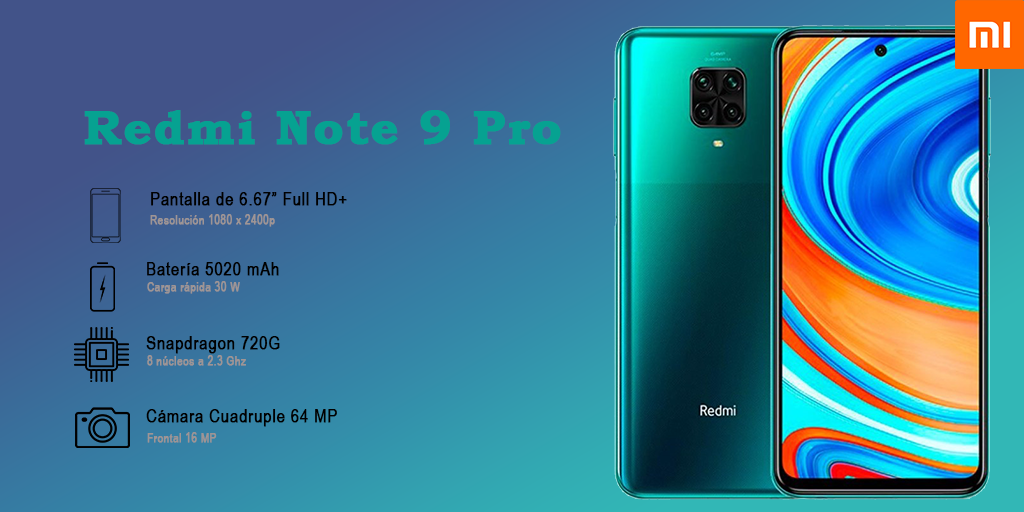 mi
Redmi Note 9 Pro
Pantalla de 6.67” Full HD+
Resolución 1080 x 2400p
Batería 5020 mAh
Carga rápida 30 W
Snapdragon 720G
8 núcleos a 2.3 Ghz
Cámara Cuadruple 64 MP
Frontal 16 MP
Redmi